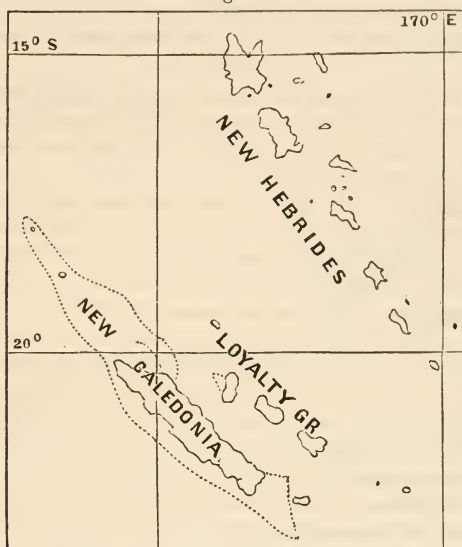 170° E
15° S
NEW HEBRIDES
NEW
20°
LOYALTY GR.
CALEDONIA